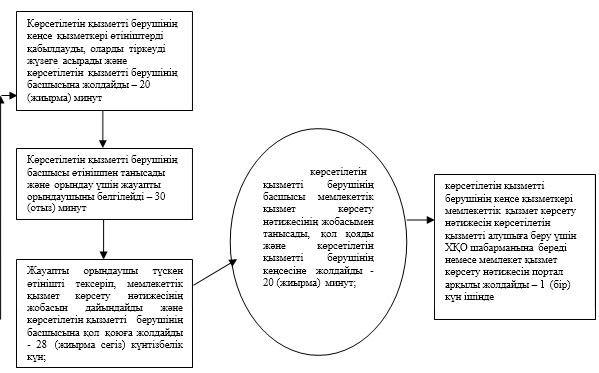 Көрсетілетін қызметті берушінің
кеңсе қызметкері өтініштерді
қабылдауды, оларды тіркеуді
жүзеге асырады және
көрсетілетін қызметті берушінің
басшысына жолдайды – 20
(жиырма) минут
Көрсетілетін қызметті берушінің
басшысы өтінішпен танысады
және орындау үшін жауапты
орындаушыны белгілейді – 30
(отыз) минут
Жауапты орындаушы түскен
өтінішті тексеріп, мемлекеттік
қызмет көрсету нәтижесінің
жобасын дайындайды және
көрсетілетін қызметті берушінің
басшысына қол қоюға жолдайды
- 28 (жиырма сегіз) күнтізбелік
күн;
көрсетілетін
қызметті берушінің
басшысы мемлекеттік
қызмет көрсету
нәтижесінің жобасымен
танысады, қол қояды
және көрсетілетін
қызметті берушінің
кеңсесіне жолдайды -
20 (жиырма) минут;
көрсетілетін қызметті
берушінің кеңсе қызметкері
мемлекеттік қызмет көрсету
нәтижесін көрсетілетін
қызметті алушыға беру үшін
ХҚО шабарманына береді
немесе мемлекет қызмет
көрсету нәтижесін портал
арқылы жолдайды – 1 (бір)
күн ішінде